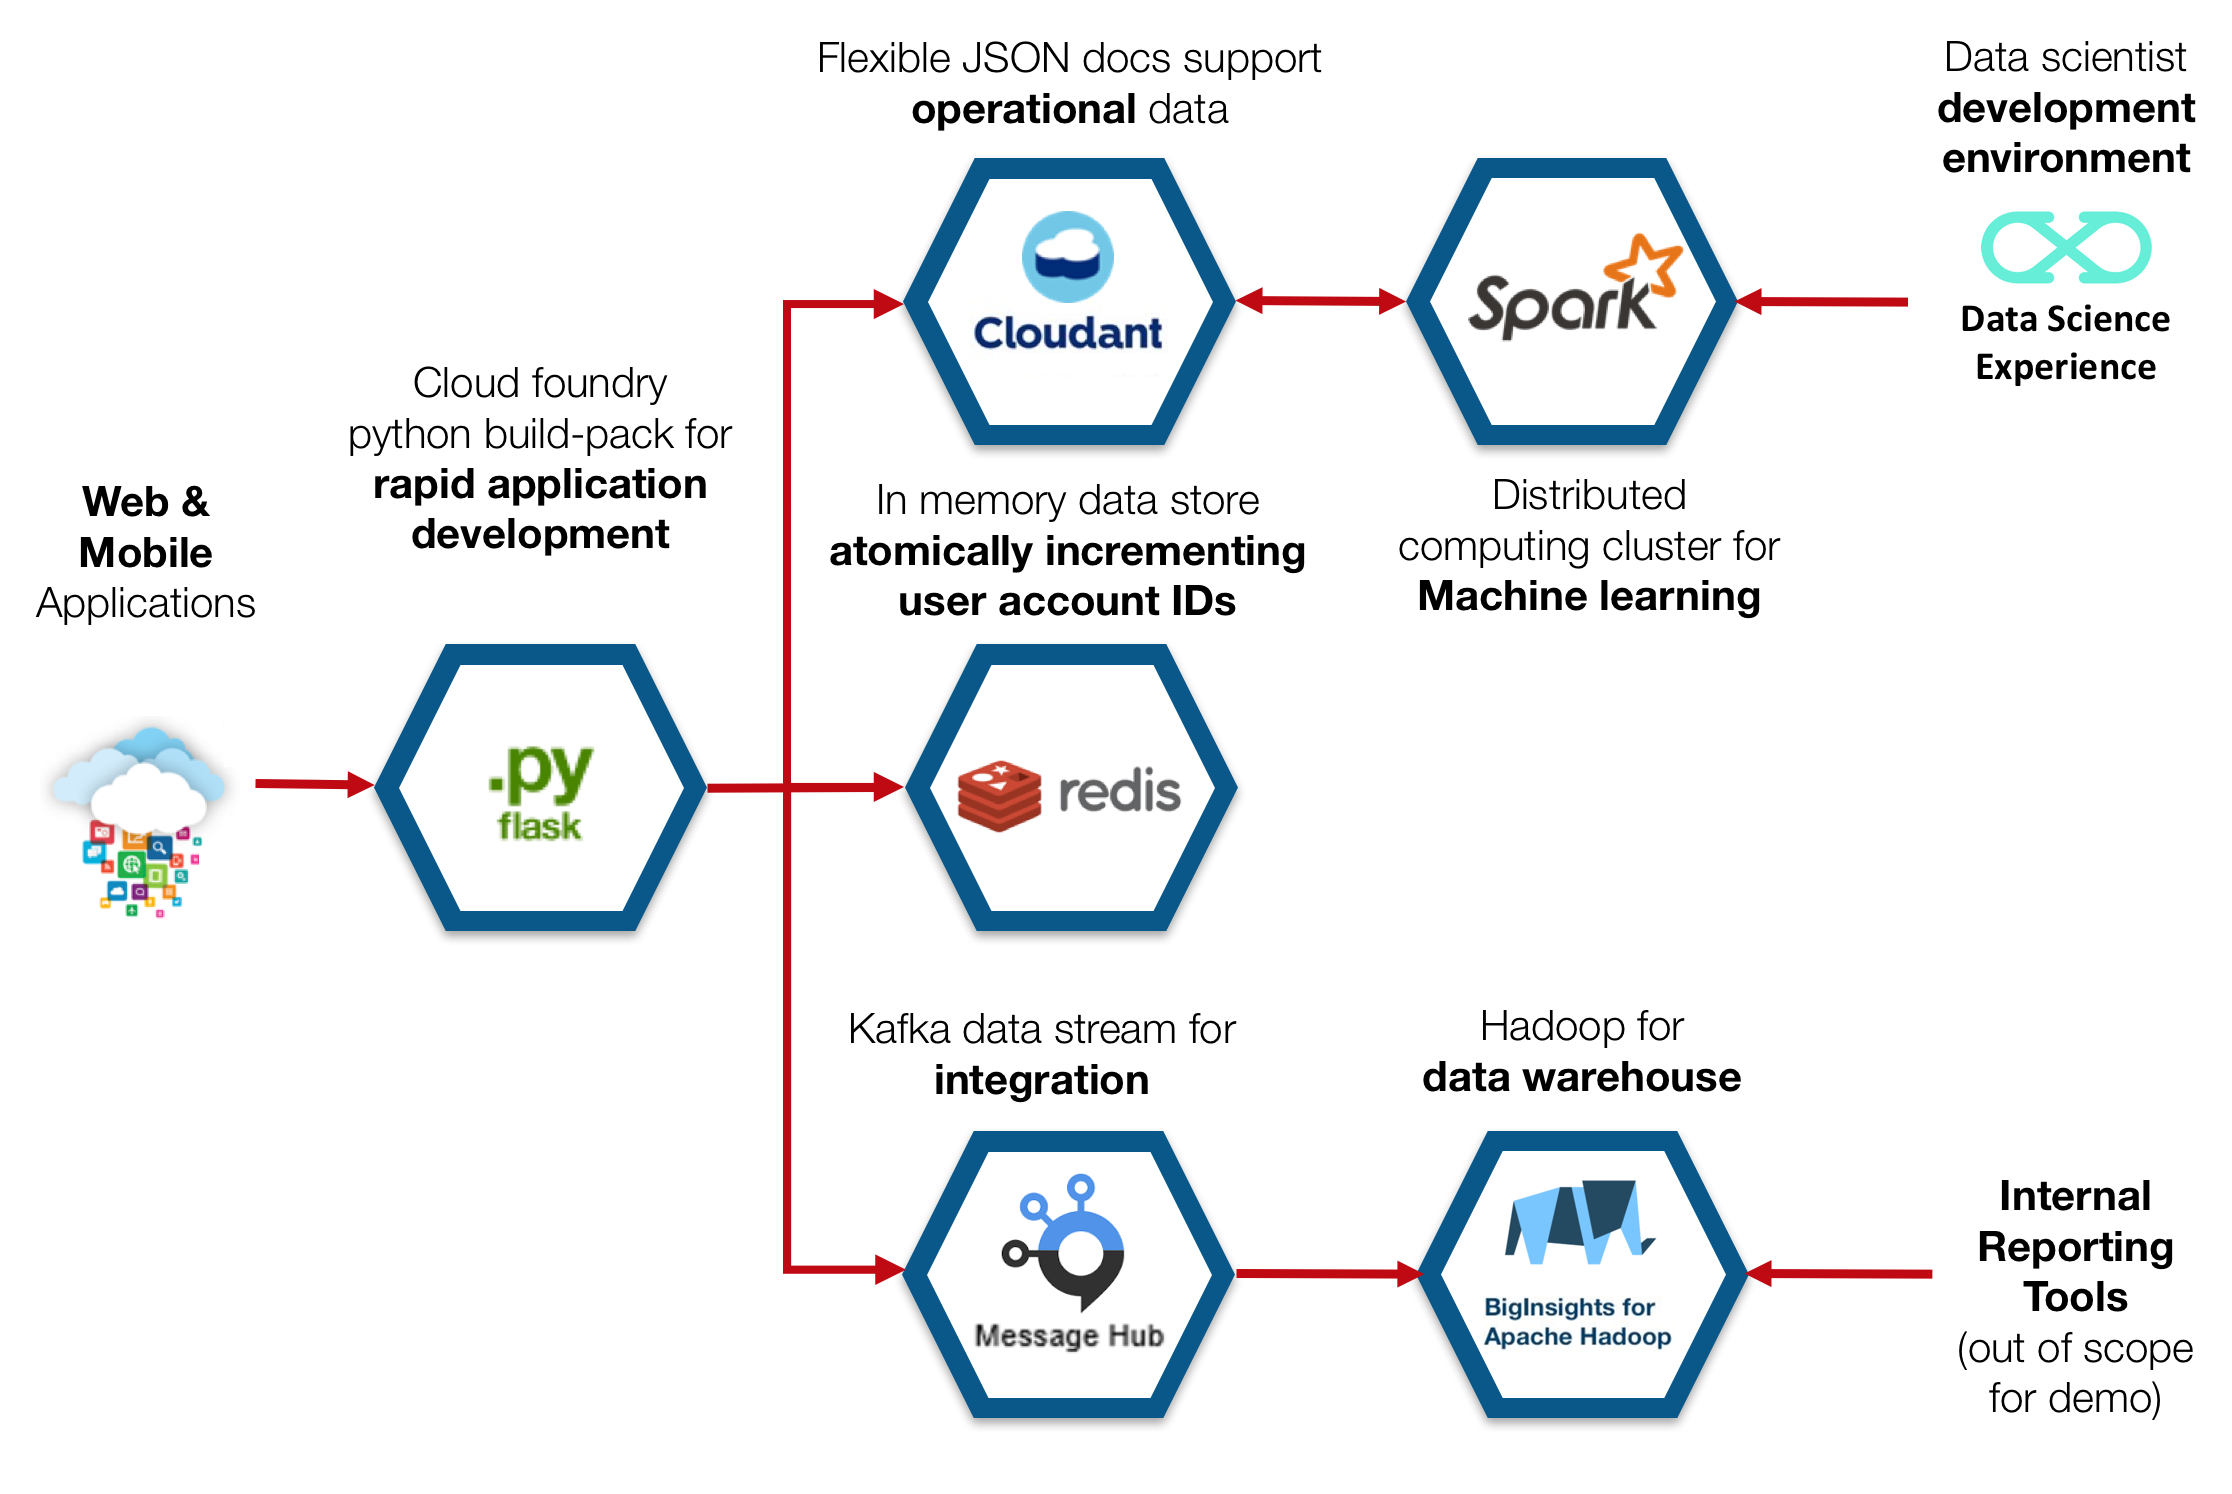 Flexible JSON docs support
operational data
Data scientist
development
environment
Cloudant
Spark
Data Science
Experience
Cloud foundry
python build-pack for
rapid application
development
Web &
Mobile
Applications
In memory data store
atomically incrementing
user account IDs
Distributed
computing cluster for
Machine learning
.py
flask
redis
Kafka data stream for
integration
Hadoop for
data warehouse
Message Hub
BigInsights for
Apache Hadoop
Internal
Reporting
Tools
(out of scope
for demo)